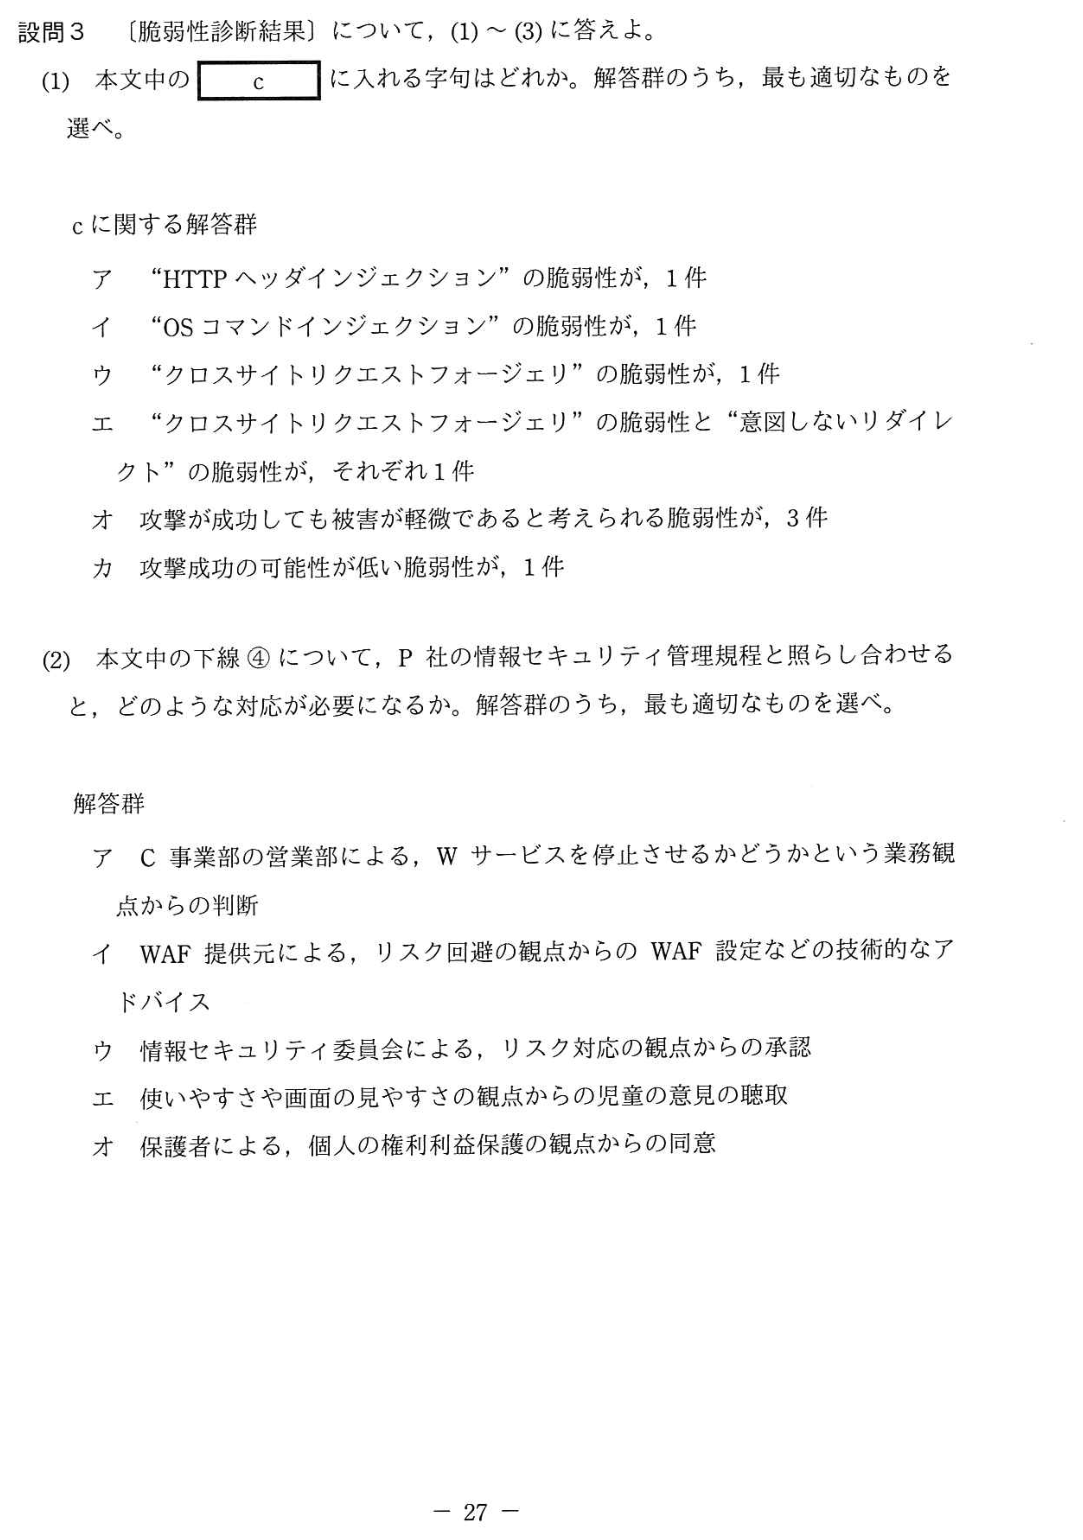 設問3 〔脆弱性診断結果〕について，(1)～(3)に答えよ。
(1) 本文中の c に入れる字句はどれか。解答群のうち，最も適切なものを
選べ。
cに関する解答群
ア “HTTPヘッダインジェクション”の脆弱性が，1件
イ “OSコマンドインジェクション”の脆弱性が，1件
ウ “クロスサイトリクエストフォージェリ”の脆弱性が，1件
エ “クロスサイトリクエストフォージェリ”の脆弱性と“意図しないリダイレ
クト”の脆弱性が，それぞれ1件
オ 攻撃が成功しても被害が軽微であると考えられる脆弱性が，3件
カ 攻撃成功の可能性が低い脆弱性が，1件
(2) 本文中の下線④について，P社の情報セキュリティ管理規程と照らし合わせる
と，どのような対応が必要になるか。解答群のうち，最も適切なものを選べ。
解答群
ア C事業部の営業部による，Wサービスを停止させるかどうかという業務観
点からの判断
イ WAF提供元による，リスク回避の観点からのWAF設定などの技術的なア
ドバイス
ウ 情報セキュリティ委員会による，リスク対応の観点からの承認
エ 使いやすさや画面の見やすさの観点からの児童の意見の聴取
オ 保護者による，個人の権利利益保護の観点からの同意
－ 27 －